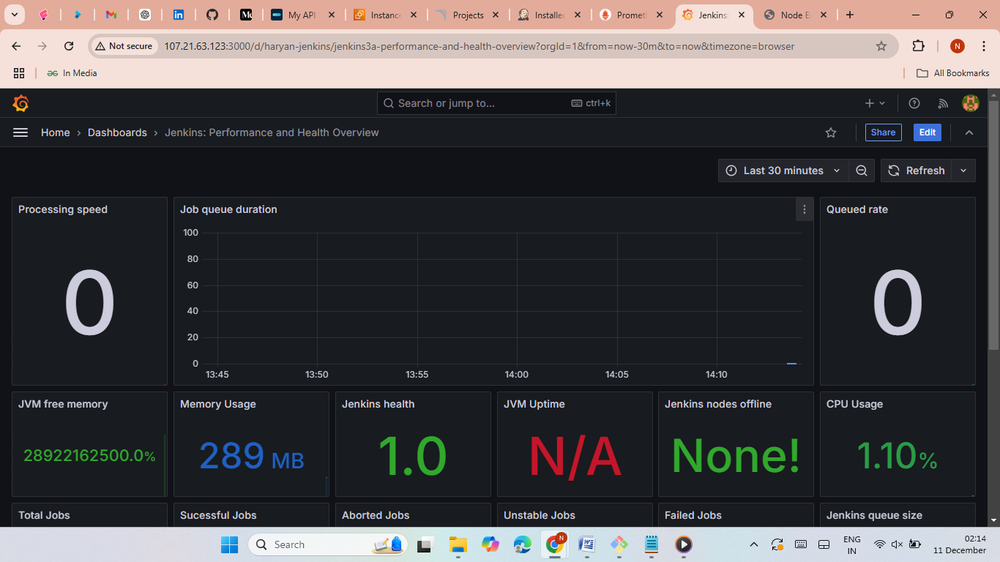 Me
My API
Instance
Projects
Installed
Prometh
Jenkins:
Node Ex
Not secure
107.21.63.123:3000/d/haryan-jenkins/jenkins3a-performance-and-health-overview?orgId=1&from=now-30m&to=now&timezone=browser
N
In Media
All Bookmarks
Search or jump to...
ctrl+k
Home › Dashboards › Jenkins: Performance and Health Overview
Share
Edit
Last 30 minutes
Refresh
Processing speed
0
Job queue duration
100
80
60
40
20
0
13:45
13:50
13:55
14:00
14:05
14:10
Queued rate
0
JVM free memory
28922162500.0%
Memory Usage
289 MB
Jenkins health
1.0
JVM Uptime
N/A
Jenkins nodes offline
None!
CPU Usage
1.10%
Total Jobs
Sucessful Jobs
Aborted Jobs
Unstable Jobs
Failed Jobs
Jenkins queue size
Search
N
ENG
IN
02:14
11 December